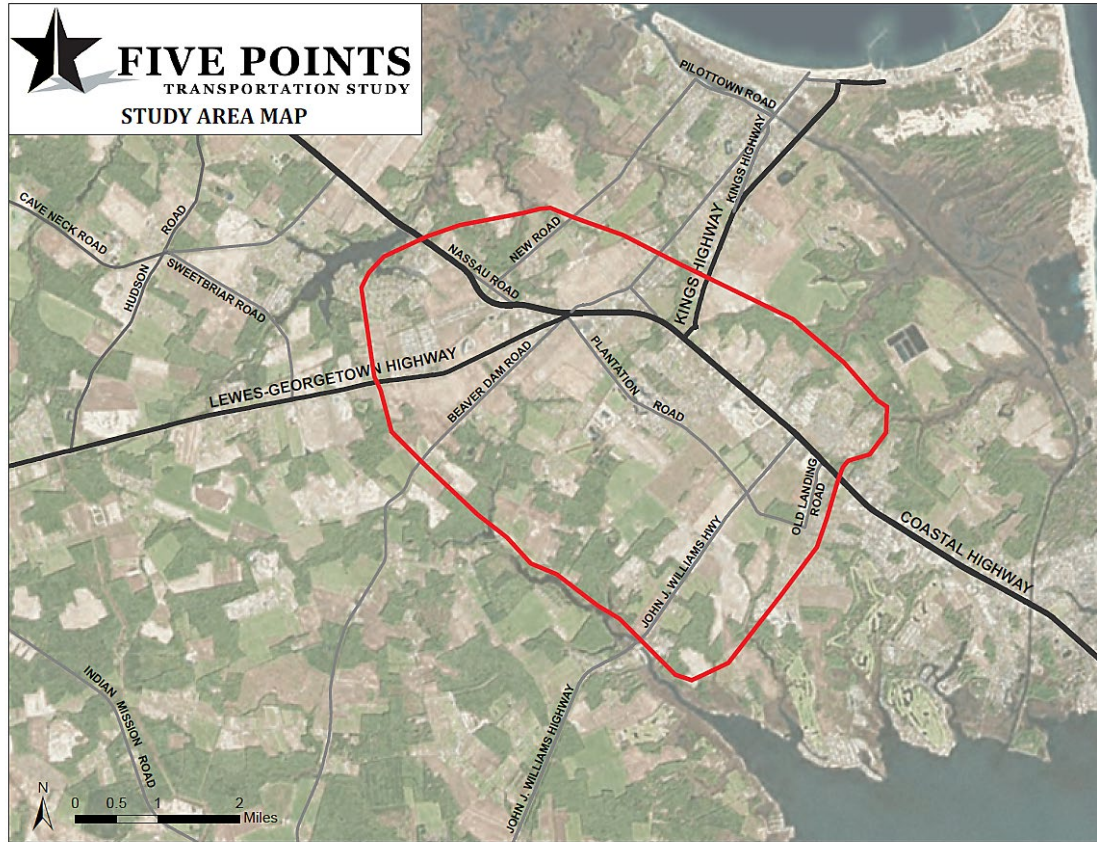 FIVE POINTS
TRANSPORTATION STUDY
STUDY AREA MAP
PILOTTOWN ROAD
KINGS HIGHWAY
CAVE NECK ROAD
HUDSON
ROAD
SWEETBRIAR ROAD
NEW ROAD
NASSAU ROAD
KINGS HIGHWAY
LEWES-GEORGETOWN HIGHWAY
BEAVER DAM ROAD
PLANTATION
ROAD
OLD LANDING
ROAD
COASTAL HIGHWAY
JOHN J. WILLIAMS HWY
INDIAN MISSION ROAD
JOHN J. WILLIAMS HIGHWAY
N
0 0.5 1 2
Miles